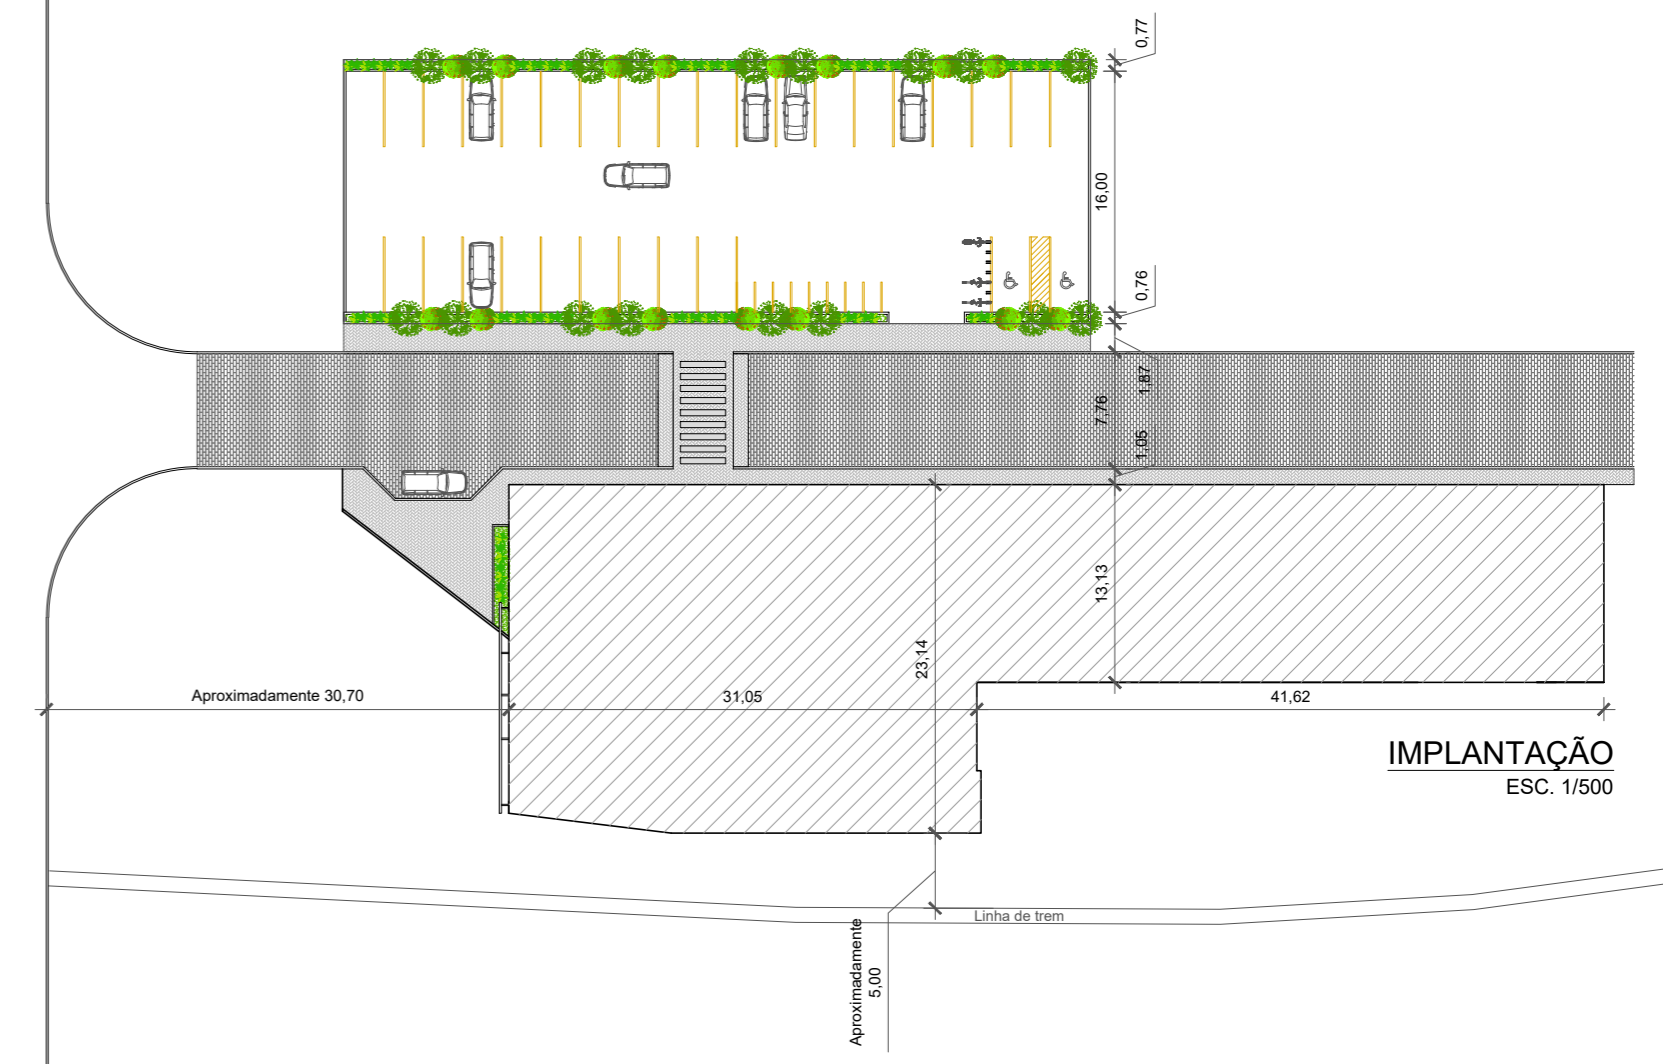 0,77
16,00
0,76
1,87
7,76
1,05
13,13
23,14
Aproximadamente 30,70
31,05
41,62
IMPLANTAÇÃO
ESC. 1/500
Linha de trem
Aproximadamente
5,00